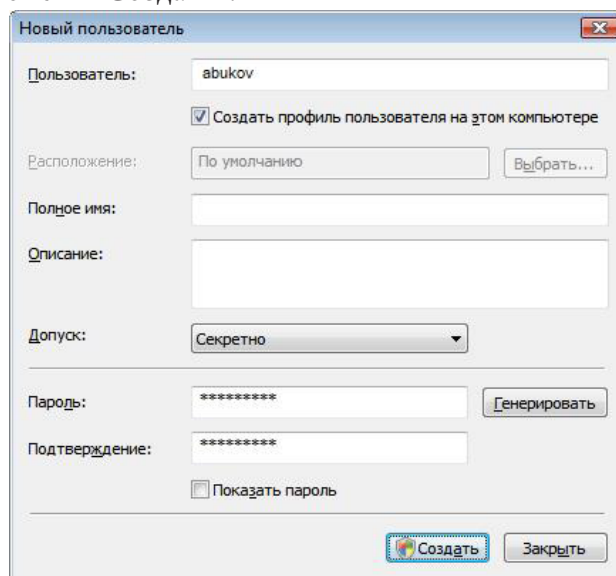 Новый пользователь
Пользователь: abukov
Создать профиль пользователя на этом компьютере
Расположение: По умолчанию Выбрать...
Полное имя:
Описание:
Допуск: Секретно
Пароль: ********* Генерировать
Подтверждение: *********
Показать пароль
Создать Закрыть